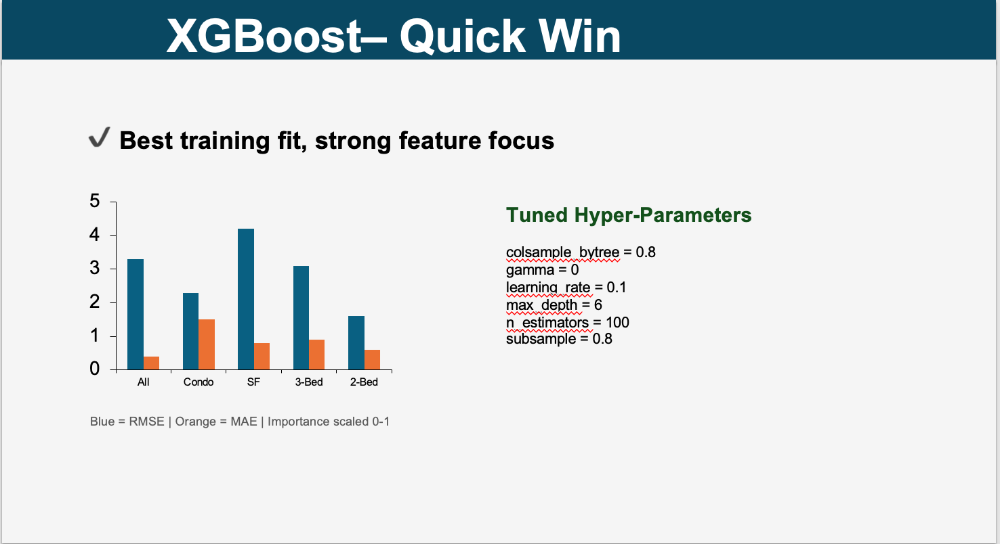 XGBoost– Quick Win
✓ Best training fit, strong feature focus
5
4
3
2
1
0
All Condo SF 3-Bed 2-Bed
Blue = RMSE | Orange = MAE | Importance scaled 0-1
Tuned Hyper-Parameters
colsample_bytree = 0.8
gamma = 0
learning_rate = 0.1
max_depth = 6
n_estimators = 100
subsample = 0.8